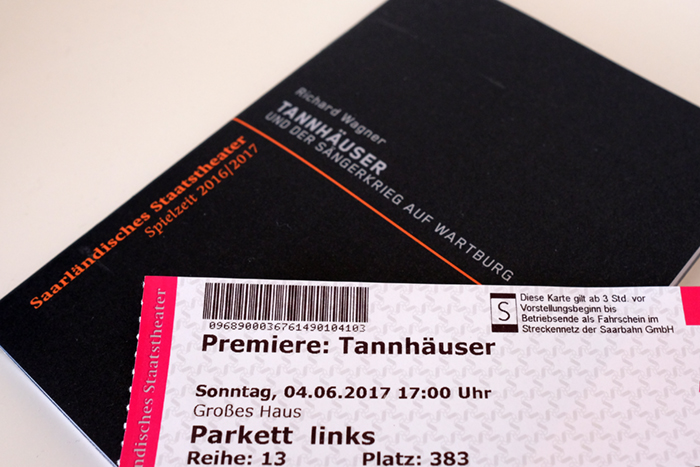 Richard Wagner
TANNHÄUSER
UND DER SÄNGERKRIEG AUF WARTBURG
Saarländisches Staatstheater
Spielzeit 2016|2017
ländisches Staatstheater
0968900036761490104103
S
Diese Karte gilt ab 3 Std. vor
Vorstellungsbeginn bis
Betriebsende als Fahrschein im
Streckennetz der Saarbahn GmbH
Premiere: Tannhäuser
Sonntag, 04.06.2017 17:00 Uhr
Großes Haus
Parkett links
Reihe: 13 Platz: 383